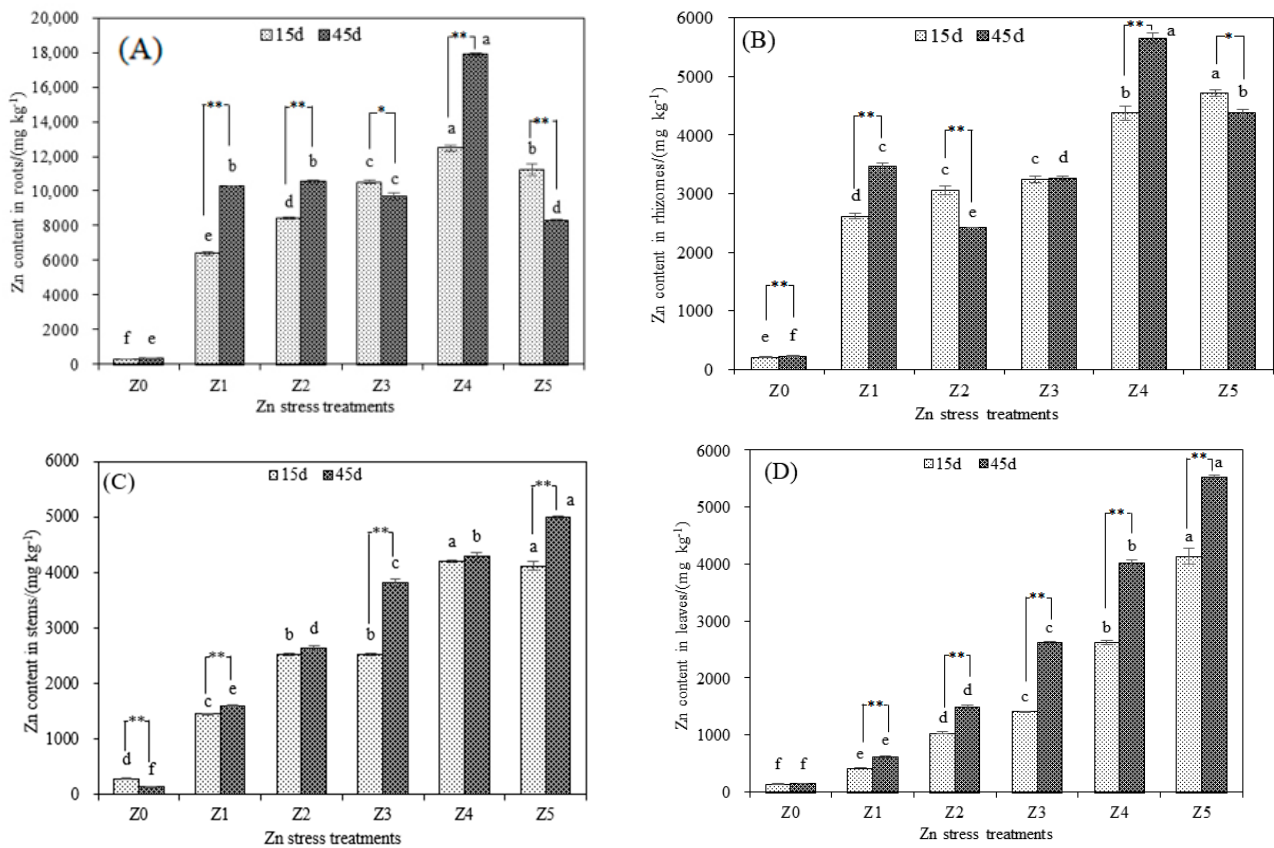 (A)
15d 45d
Zn content in roots/(mg kg⁻¹)
20,000
18,000
16,000
14,000
12,000
10,000
8000
6000
4000
2000
0
** a
** b
** b
* 
c c
a
** b
d
d
e
f e
Z0 Z1 Z2 Z3 Z4 Z5
Zn stress treatments
(B)
15d 45d
Zn content in rhizomes/(mg kg⁻¹)
6000
5000
4000
3000
2000
1000
0
** a
*
a
b b
** c
**
c
c d
d
e
**
e f
Z0 Z1 Z2 Z3 Z4 Z5
Zn stress treatments
(C)
15d 45d
Zn content in stems/(mg kg⁻¹)
6000
5000
4000
3000
2000
1000
0
** a
a b
a
**
c
b d
b
**
c e
**
d f
Z0 Z1 Z2 Z3 Z4 Z5
Zn stress treatments
(D)
15d 45d
Zn content in leaves/(mg kg⁻¹)
6000
5000
4000
3000
2000
1000
0
** a
a
**
b
b
**
c
c
**
d
d
**
e e
f f
Z0 Z1 Z2 Z3 Z4 Z5
Zn stress treatments